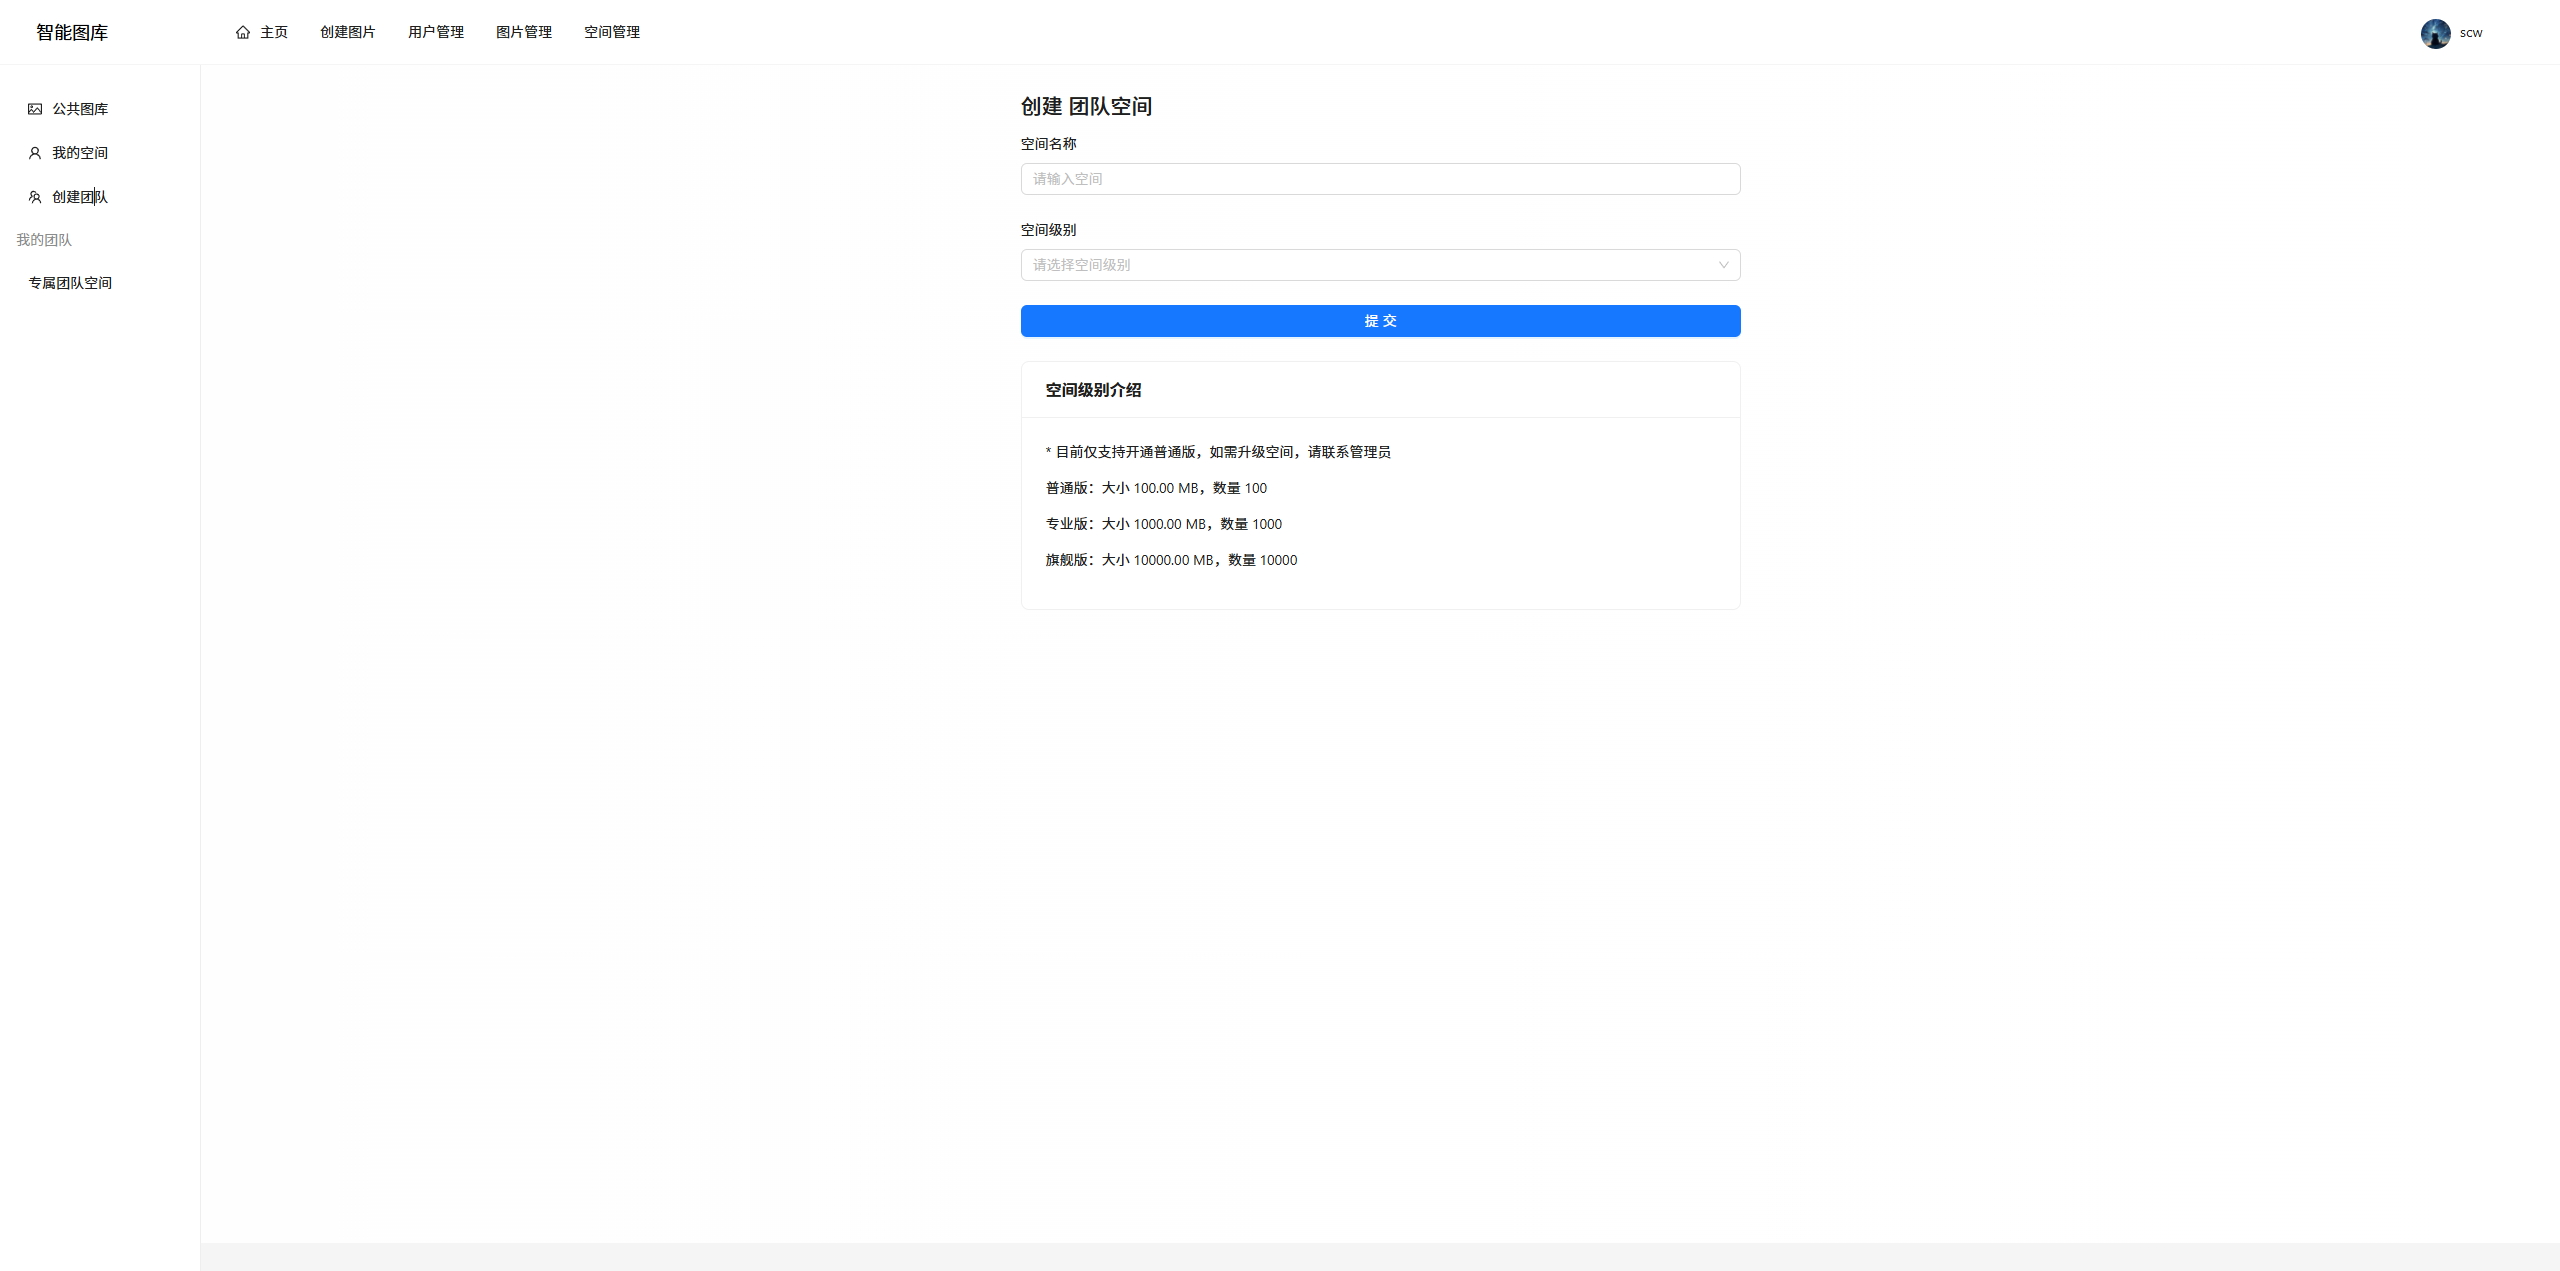 智能图库
主页 创建图片 用户管理 图片管理 空间管理
scw
公共图库
我的空间
创建团队
我的团队
专属团队空间
创建 团队空间
空间名称
请输入空间
空间级别
请选择空间级别
提 交
空间级别介绍
* 目前仅支持开通普通版，如需升级空间，请联系管理员
普通版：大小 100.00 MB，数量 100
专业版：大小 1000.00 MB，数量 1000
旗舰版：大小 10000.00 MB，数量 10000